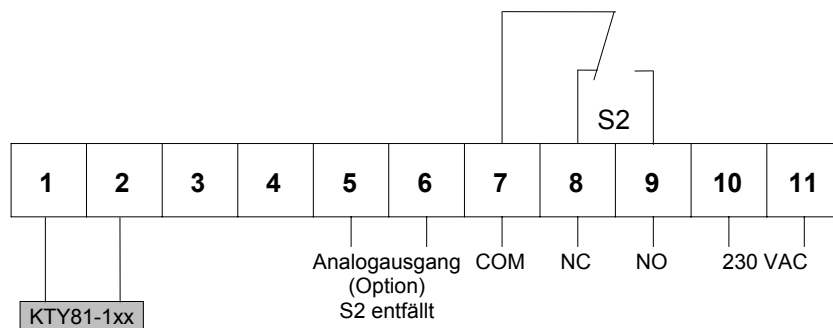 S2
1 2 3 4 5 6 7 8 9 10 11
Analogausgang COM NC NO 230 VAC
(Option)
S2 entfällt
KTY81-1xx